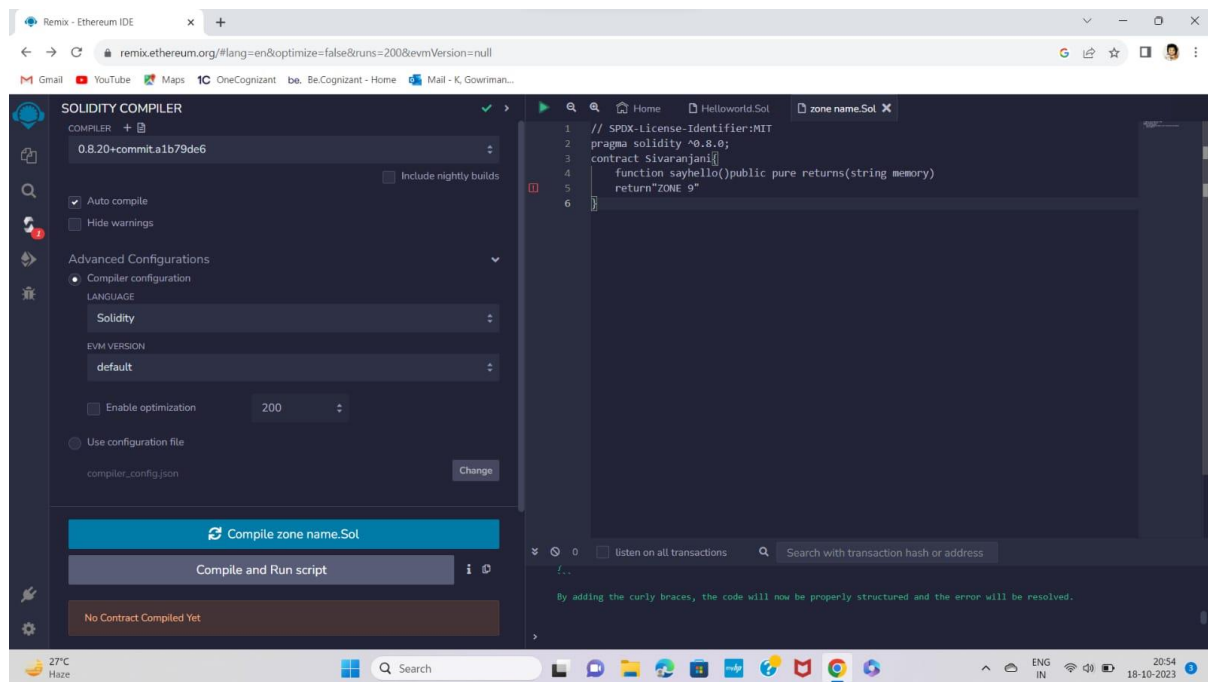 Remix - Ethereum IDE
remix.ethereum.org/#lang=en&optimize=false&runs=200&evmVersion=null
Gmail YouTube Maps 1C OneCognizant be. Be.Cognizant - Home Mail - K, Gowriman...
SOLIDITY COMPILER
COMPILER
0.8.20+commit.a1b79de6
Include nightly builds
Auto compile
Hide warnings
Advanced Configurations
Compiler configuration
LANGUAGE
Solidity
EVM VERSION
default
Enable optimization 200
Use configuration file
compiler_config.json Change
Compile zone name.Sol
Compile and Run script
No Contract Compiled Yet
Home Helloworld.Sol zone name.Sol
1 // SPDX-License-Identifier:MIT
2 pragma solidity ^0.8.0;
3 contract Sivaranjani{
4 function sayhello()public pure returns(string memory)
5 return"ZONE 9"
6 }
0 listen on all transactions Search with transaction hash or address
By adding the curly braces, the code will now be properly structured and the error will be resolved.
>
27°C
Haze
Search
ENG
IN
20:54
18-10-2023
3